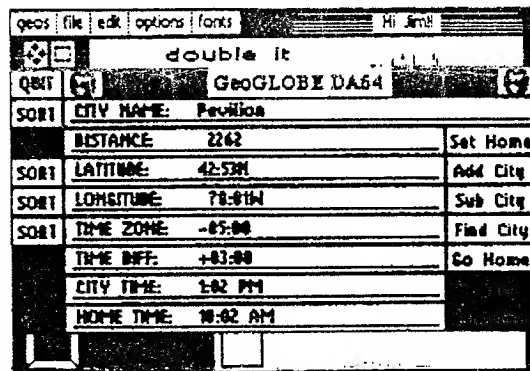 geos file edit options fonts Hi Jim!!
double it
QUIT GeoGLOBE DA64
SORT CITY NAME: Pavilion
DISTANCE: 2262 Set Home
SORT LATITUDE: 42:53N Add City
SORT LONGITUDE: 78:01W Sub City
SORT TIME ZONE: -05:00 Find City
TIME DIFF: +03:00 Go Home
CITY TIME: 1:02 PM
HOME TIME: 10:02 AM